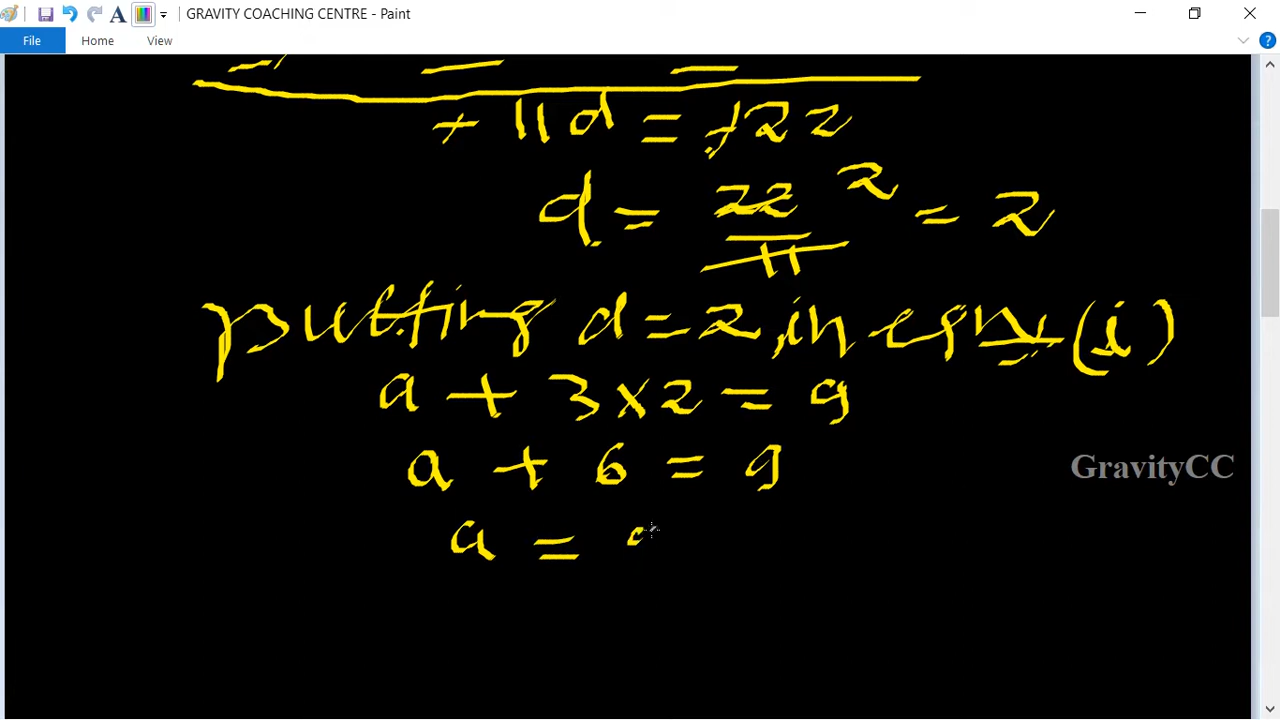 GRAVITY COACHING CENTRE - Paint
File Home View
+ 11d = +22
d = 22/11 2 = 2
putting d=2, in eqn (i)
a + 3×2 = 9
a + 6 = 9
GravityCC
a =